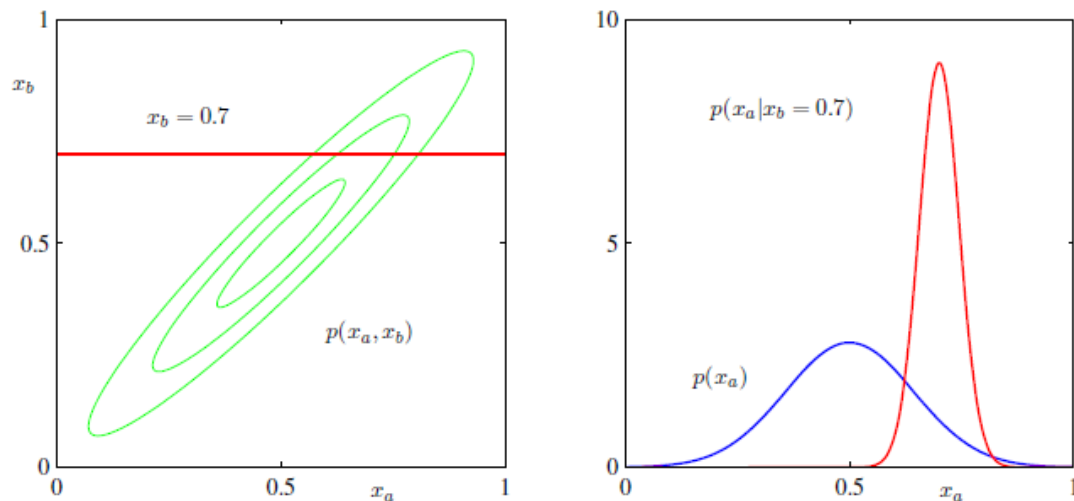 1
x_b
x_b = 0.7
0.5
p(x_a, x_b)
0
0
0.5
x_a
1
10
p(x_a|x_b = 0.7)
5
p(x_a)
0
0
0.5
x_a
1